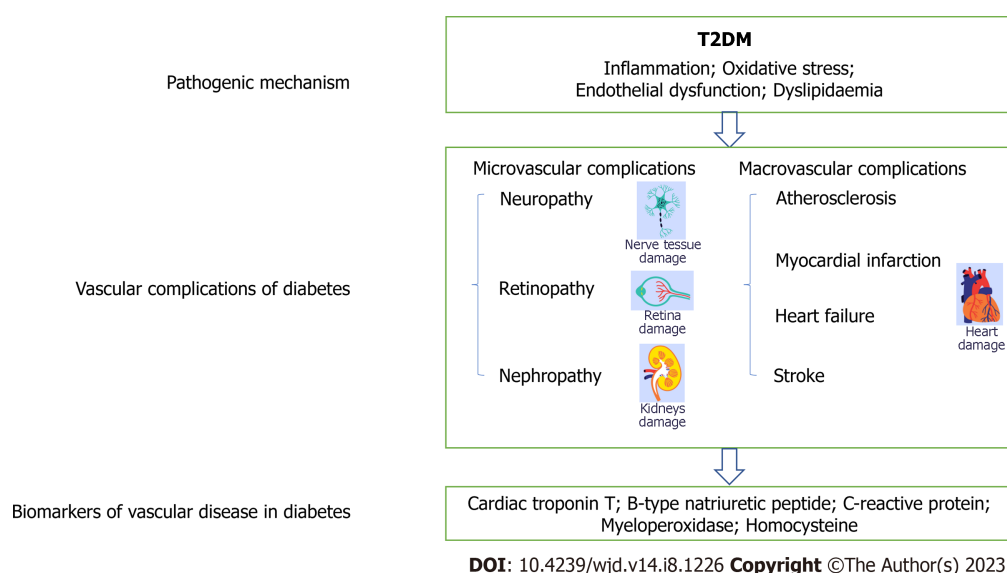 T2DM
Pathogenic mechanism
Inflammation; Oxidative stress;
Endothelial dysfunction; Dyslipidaemia
Vascular complications of diabetes
Microvascular complications
Neuropathy
Nerve tessue
damage
Retinopathy
Retina
damage
Nephropathy
Kidneys
damage
Macrovascular complications
Atherosclerosis
Myocardial infarction
Heart failure
Heart
damage
Stroke
Biomarkers of vascular disease in diabetes
Cardiac troponin T; B-type natriuretic peptide; C-reactive protein;
Myeloperoxidase; Homocysteine
DOI: 10.4239/wjd.v14.i8.1226 Copyright ©The Author(s) 2023